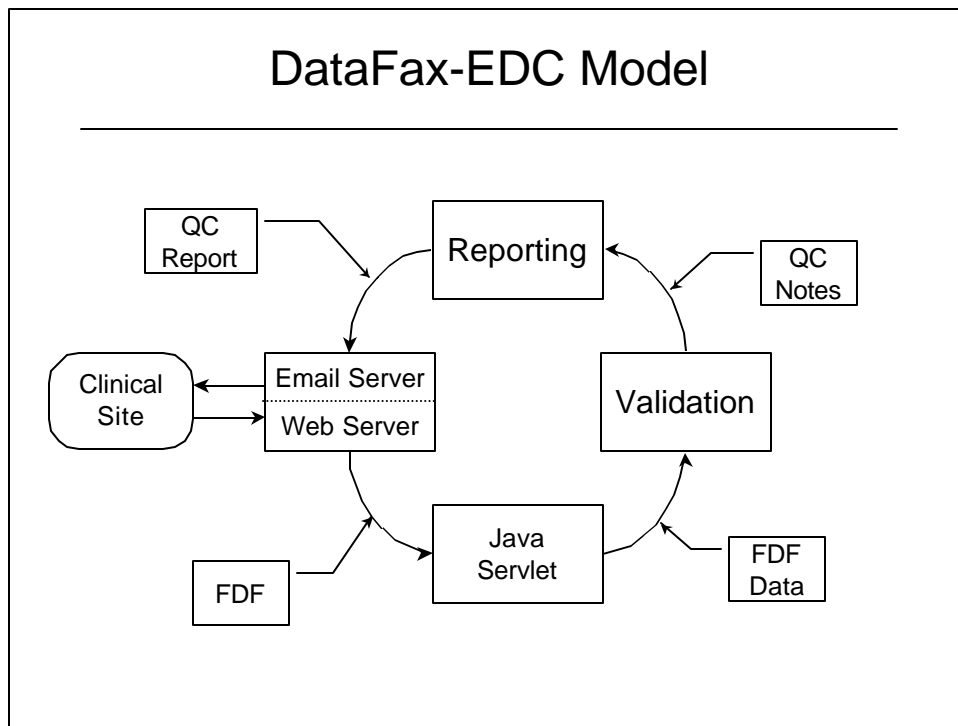 DataFax-EDC Model
QC
Report
Reporting
QC
Notes
Clinical
Site
Email Server
Web Server
Validation
FDF
Java
Servlet
FDF
Data